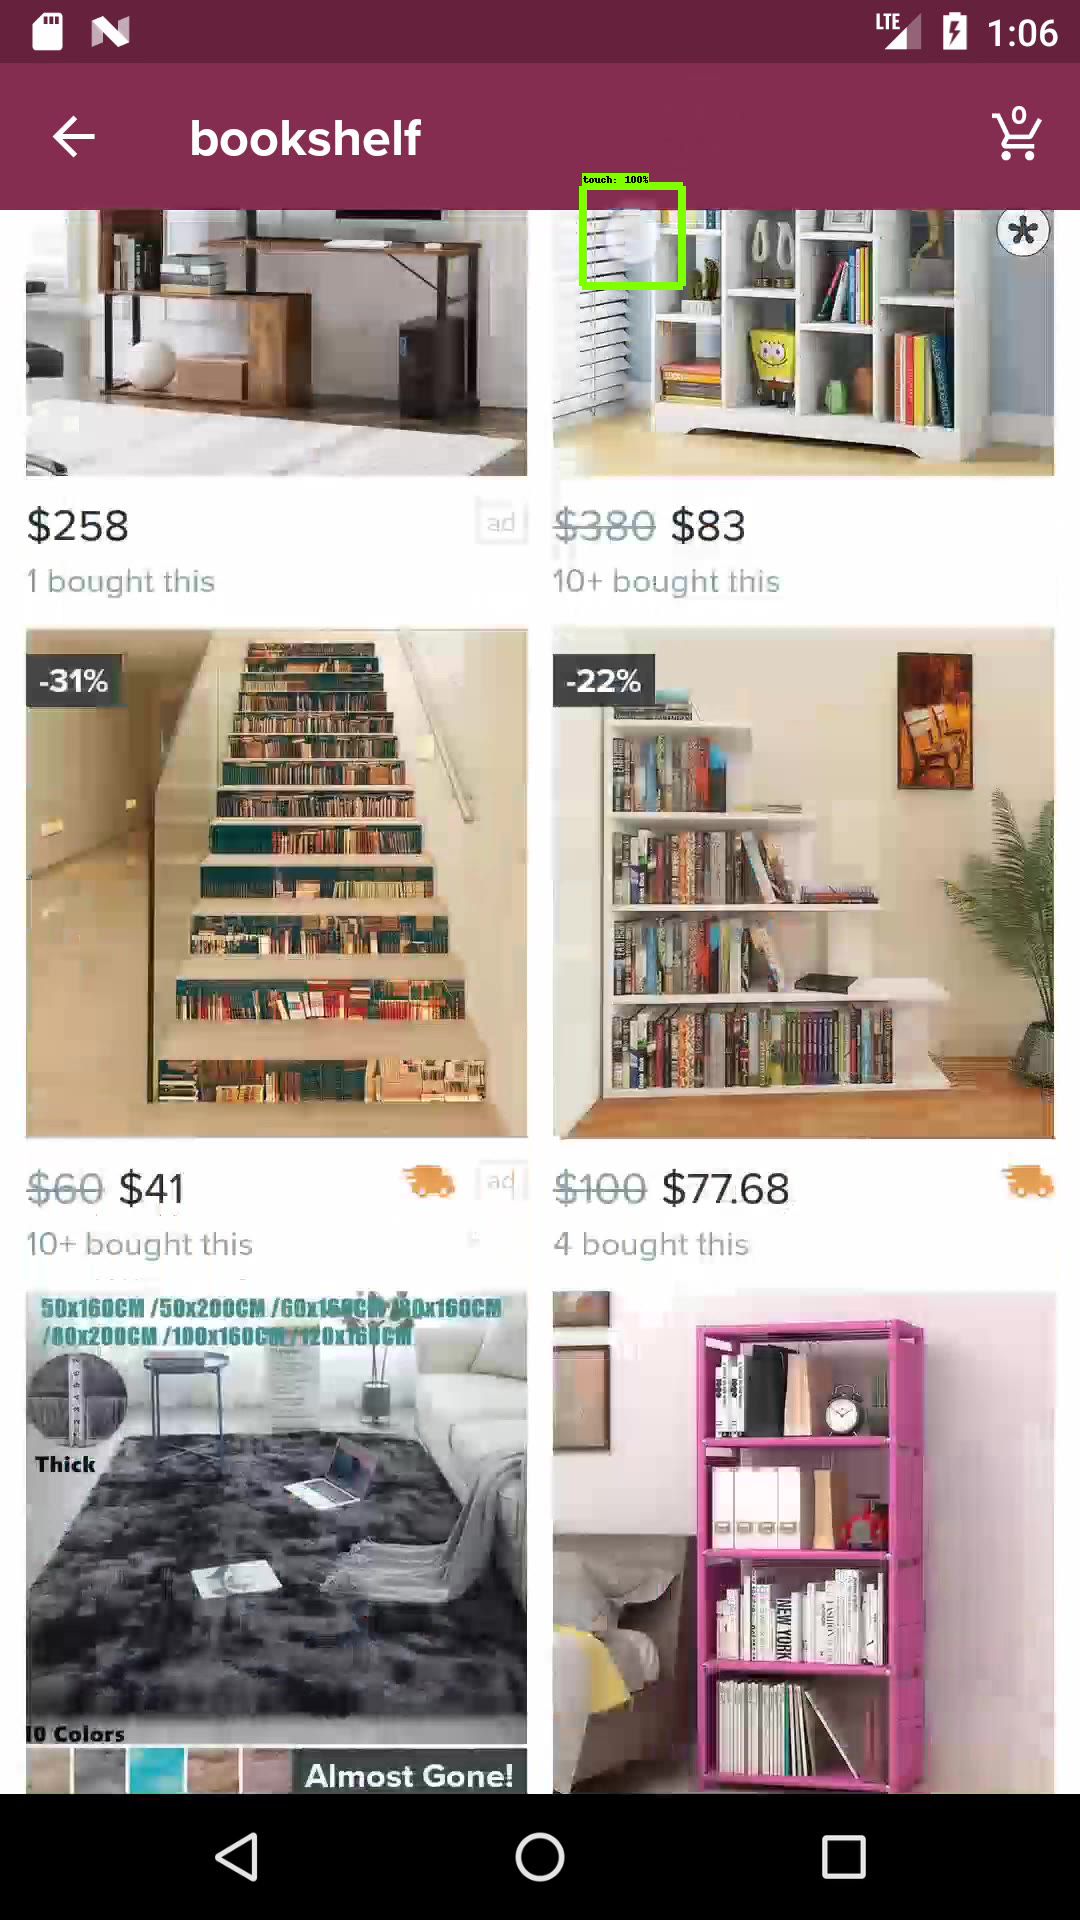 LTE 1:06
bookshelf
0
touch: 100%
$258
ad
$380 $83
1 bought this
10+ bought this
-31%
-22%
$60 $41
ad
$100 $77.68
10+ bought this
4 bought this
50x160CM /50x200CM /60x160CM /80x160CM
/80x200CM /100x160CM /120x160CM
Thick
10 Colors
Almost Gone!
NEW YORK